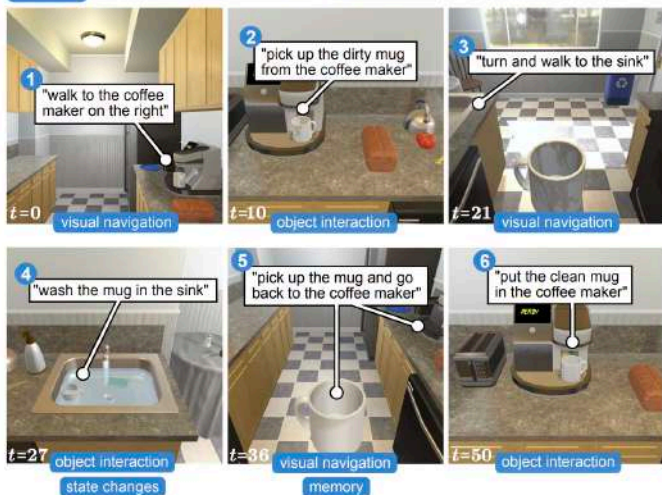 1
"walk to the coffee
maker on the right"
t=0
visual navigation
2
"pick up the dirty mug
from the coffee maker"
t=10
object interaction
3
"turn and walk to the sink"
t=21
visual navigation
4
"wash the mug in the sink"
t=27
object interaction
state changes
5
"pick up the mug and go
back to the coffee maker"
t=36
visual navigation
memory
6
"put the clean mug
in the coffee maker"
READY
t=50
object interaction